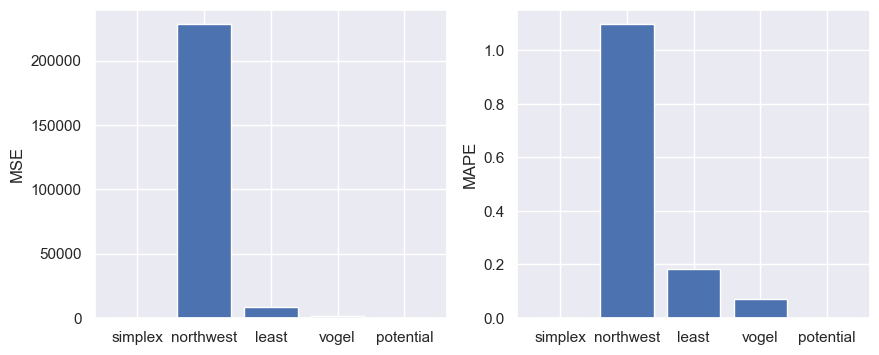 MSE
200000
150000
100000
50000
0
simplex northwest least vogel potential
MAPE
1.0
0.8
0.6
0.4
0.2
0.0
simplex northwest least vogel potential